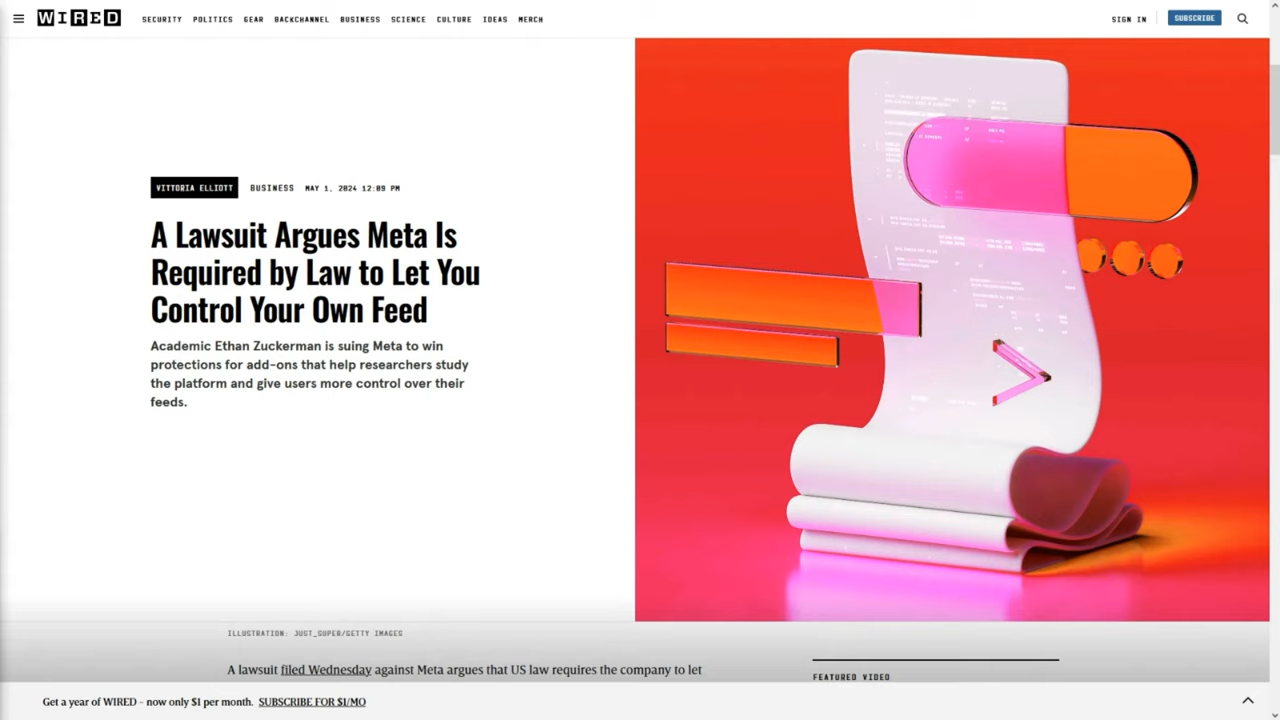 WIRED
SECURITY POLITICS GEAR BACKCHANNEL BUSINESS SCIENCE CULTURE IDEAS MERCH
SIGN IN
SUBSCRIBE
VITTORIA ELLIOTT BUSINESS MAY 1, 2024 12:09 PM
A Lawsuit Argues Meta Is
Required by Law to Let You
Control Your Own Feed
Academic Ethan Zuckerman is suing Meta to win
protections for add-ons that help researchers study
the platform and give users more control over their
feeds.
ILLUSTRATION: JUST_SUPER/GETTY IMAGES
A lawsuit filed Wednesday against Meta argues that US law requires the company to let
FEATURED VIDEO
Get a year of WIRED – now only $1 per month. SUBSCRIBE FOR $1/MO